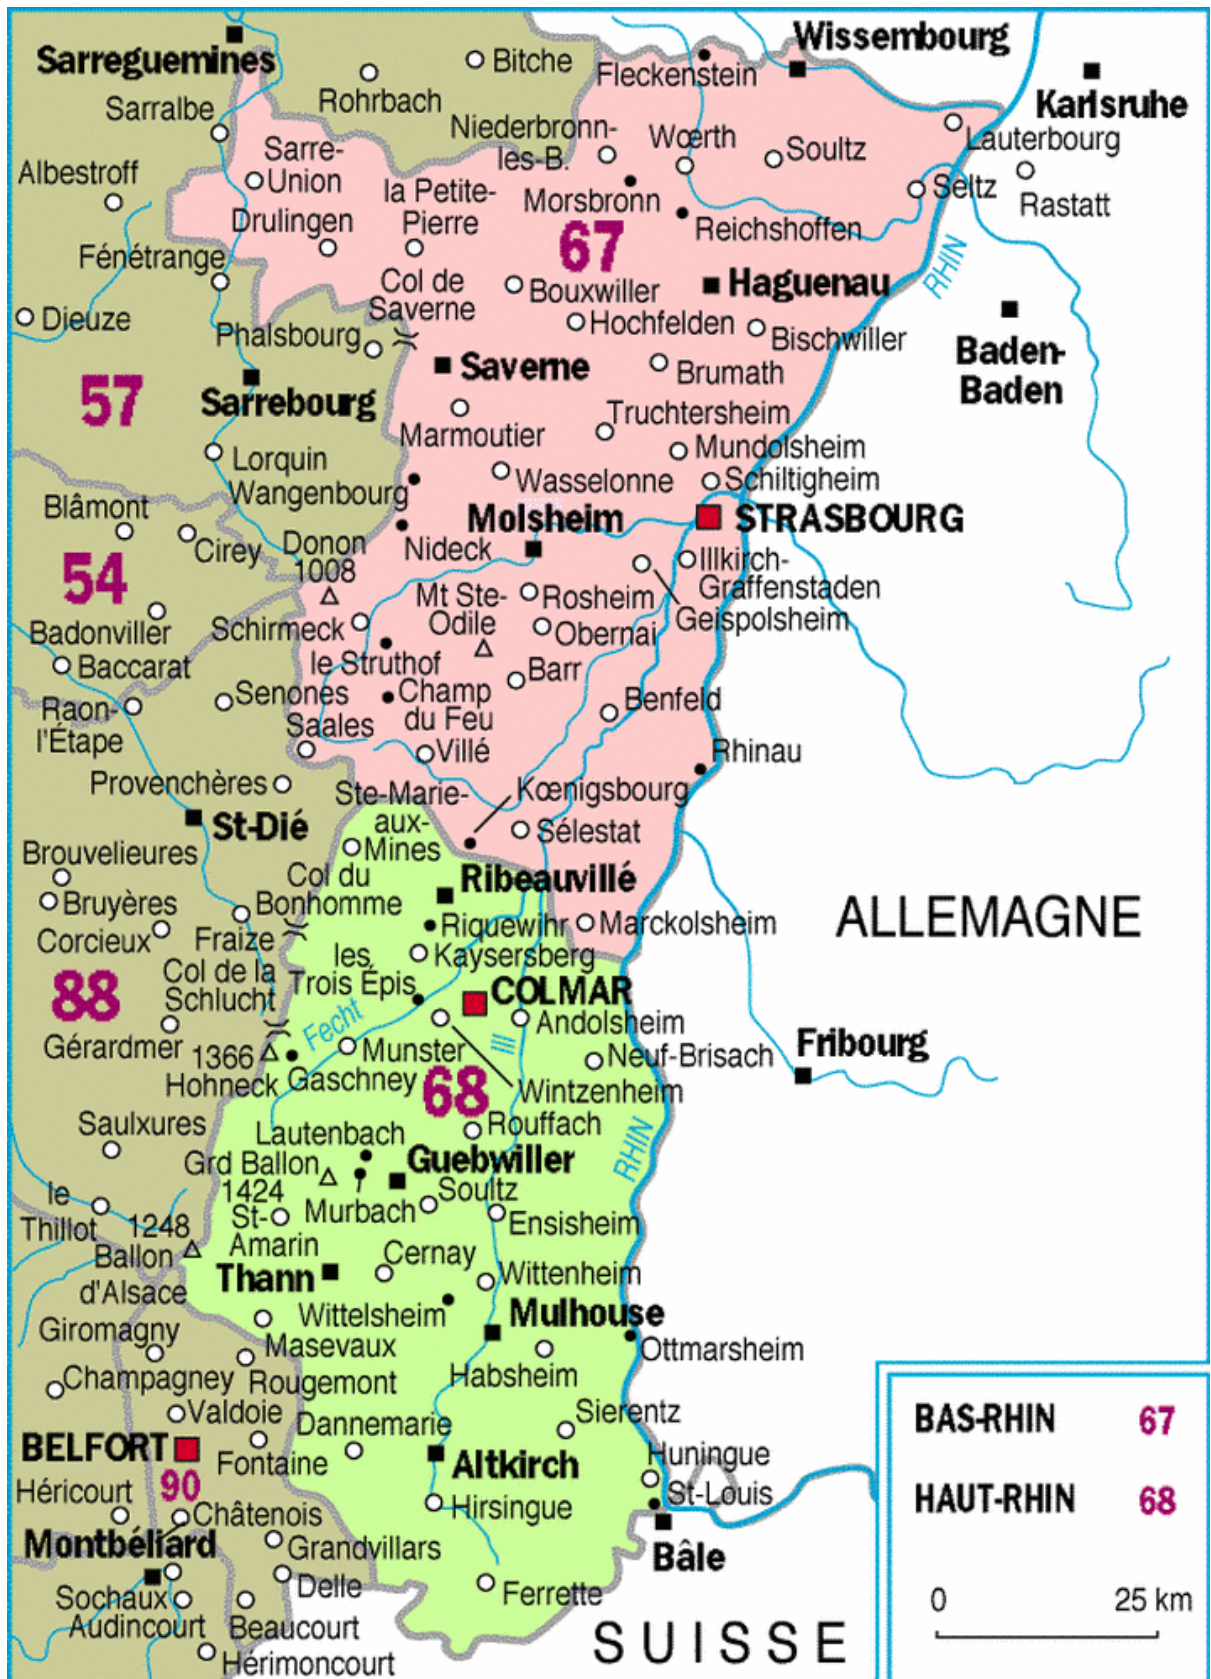 Wissembourg
Sarreguemines
Bitche
Fleckenstein
Rohrbach
Karlsruhe
Sarralbe
Niederbronn-
les-B.
Wœrth
Soultz
Lauterbourg
Sarre-
Union
Albestroff
la Petite-
Pierre
Morsbronn
Seltz
Rastatt
Drulingen
Reichshoffen
67
Fénétrange
Col de
Saverne
Bouxwiller
Haguenau
RHIN
Dieuze
Phalsbourg
Hochfelden
Bischwiller
Baden-
Baden
Saverne
Brumath
57
Sarrebourg
Truchtersheim
Marmoutier
Mundolsheim
Lorquin
Wasselonne
Schiltigheim
Wangenbourg
Blâmont
Molsheim
STRASBOURG
Cirey
Donon
1008
Nideck
Illkirch-
Graffenstaden
54
Mt Ste-
Odile
Rosheim
Geispolsheim
Badonviller
Schirmeck
Obernai
Baccarat
le Struthof
Barr
Senones
Champ
du Feu
Benfeld
Raon-
l'Étape
Saales
Villé
Rhinau
Provenchères
Ste-Marie-
aux-
Mines
Kœnigsbourg
St-Dié
Sélestat
Brouvelieures
Col du
Bonhomme
Ribeauvillé
Bruyères
Riquewihr
Marckolsheim
ALLEMAGNE
Corcieux
Fraize
les
Trois Épis
Kaysersberg
Col de la
Schlucht
88
COLMAR
Fecht
Andolsheim
Gérardmer
1366
Hohneck
Munster
Ill
Neuf-Brisach
Fribourg
Gaschney
68
Wintzenheim
Saulxures
Lautenbach
Rouffach
RHIN
Grd Ballon
1424
Guebwiller
le
Thillot
Murbach
Soultz
St-
Amarin
Ensisheim
1248
Ballon
d'Alsace
Cernay
Thann
Wittenheim
Wittelsheim
Mulhouse
Giromagny
Masevaux
Ottmarsheim
Champagney
Rougemont
Habsheim
Valdoie
Dannemarie
Sierentz
BAS-RHIN 67
BELFORT
Fontaine
Altkirch
Huningue
90
Héricourt
St-Louis
HAUT-RHIN 68
Châtenois
Hirsingue
Montbéliard
Grandvillars
Bâle
Delle
Ferrette
Sochaux
Audincourt
Beaucourt
0 25 km
SUISSE
Hérimoncourt